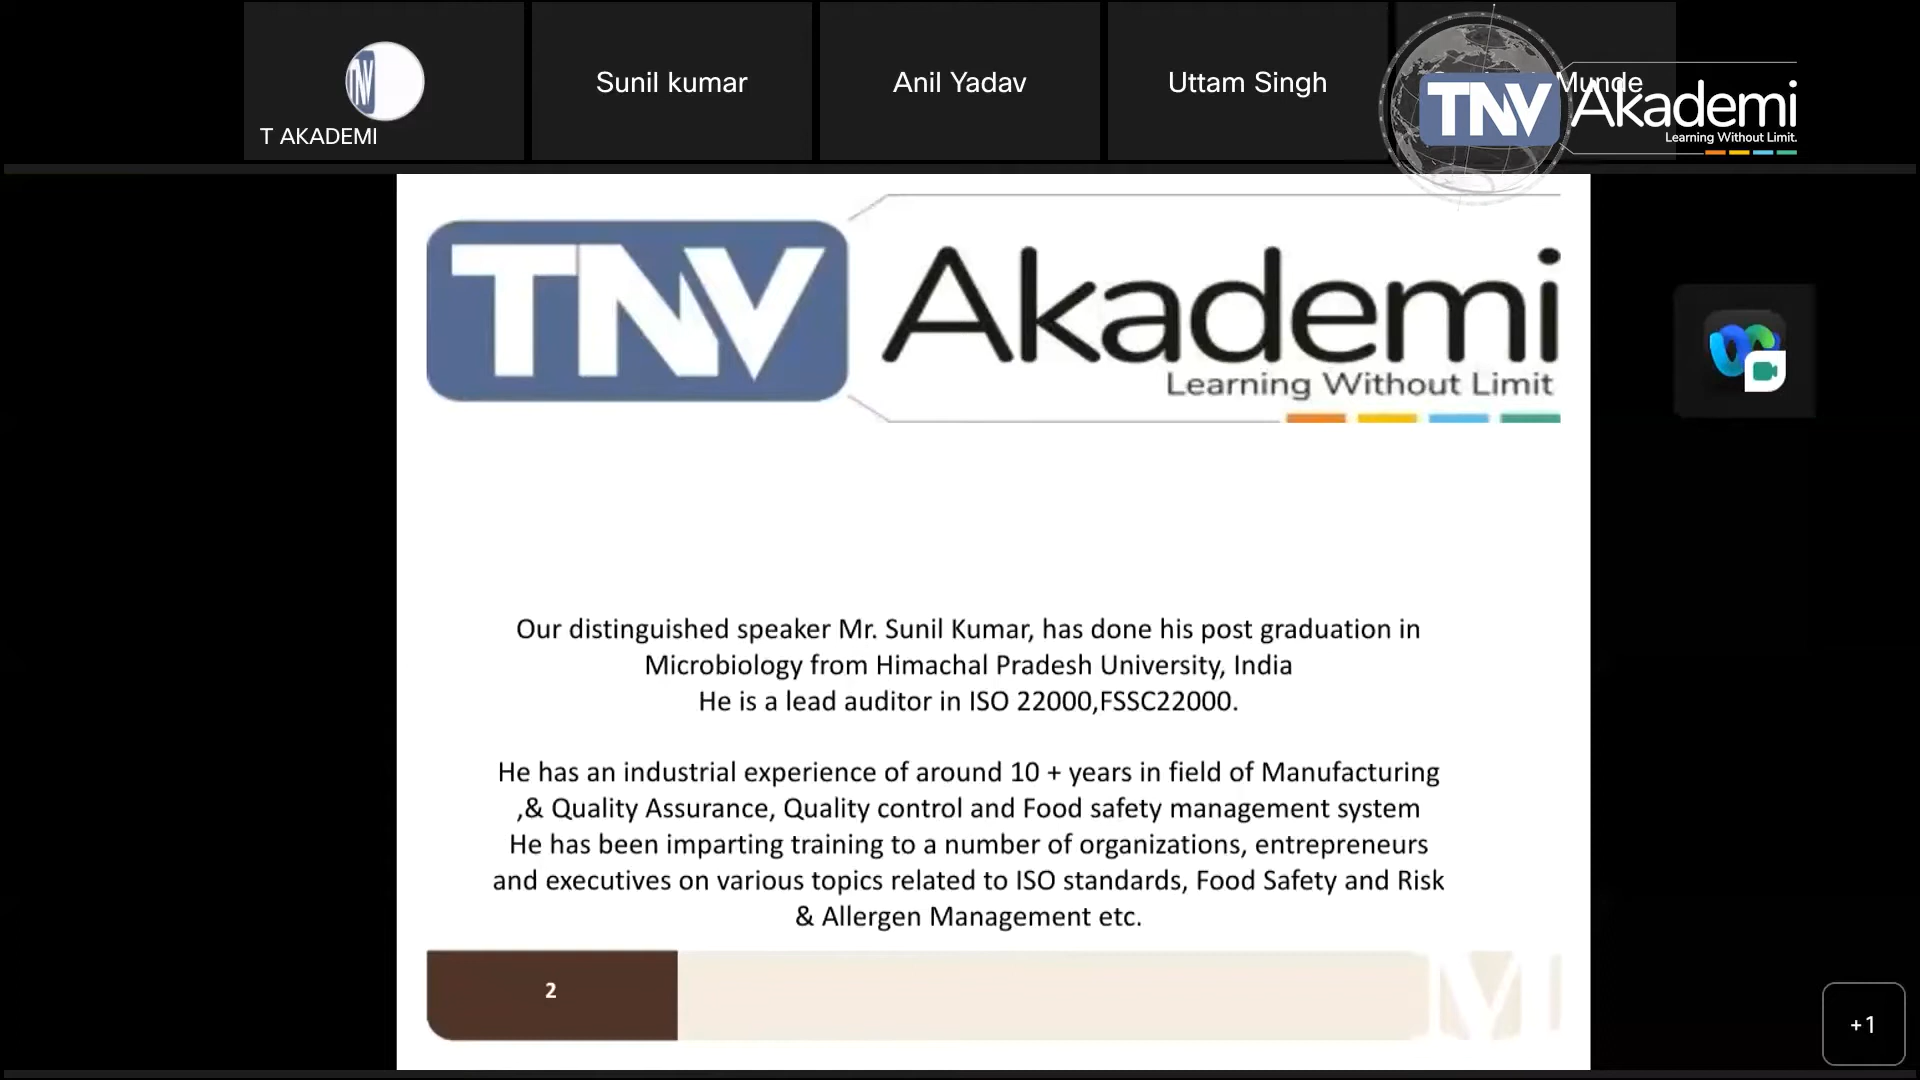 TNV
T AKADEMI
Sunil kumar
Anil Yadav
Uttam Singh
Munde
TNV Akademi
Learning Without Limit.
TNV Akademi
Learning Without Limit
Our distinguished speaker Mr. Sunil Kumar, has done his post graduation in
Microbiology from Himachal Pradesh University, India
He is a lead auditor in ISO 22000,FSSC22000.
He has an industrial experience of around 10 + years in field of Manufacturing
,& Quality Assurance, Quality control and Food safety management system
He has been imparting training to a number of organizations, entrepreneurs
and executives on various topics related to ISO standards, Food Safety and Risk
& Allergen Management etc.
2
+1